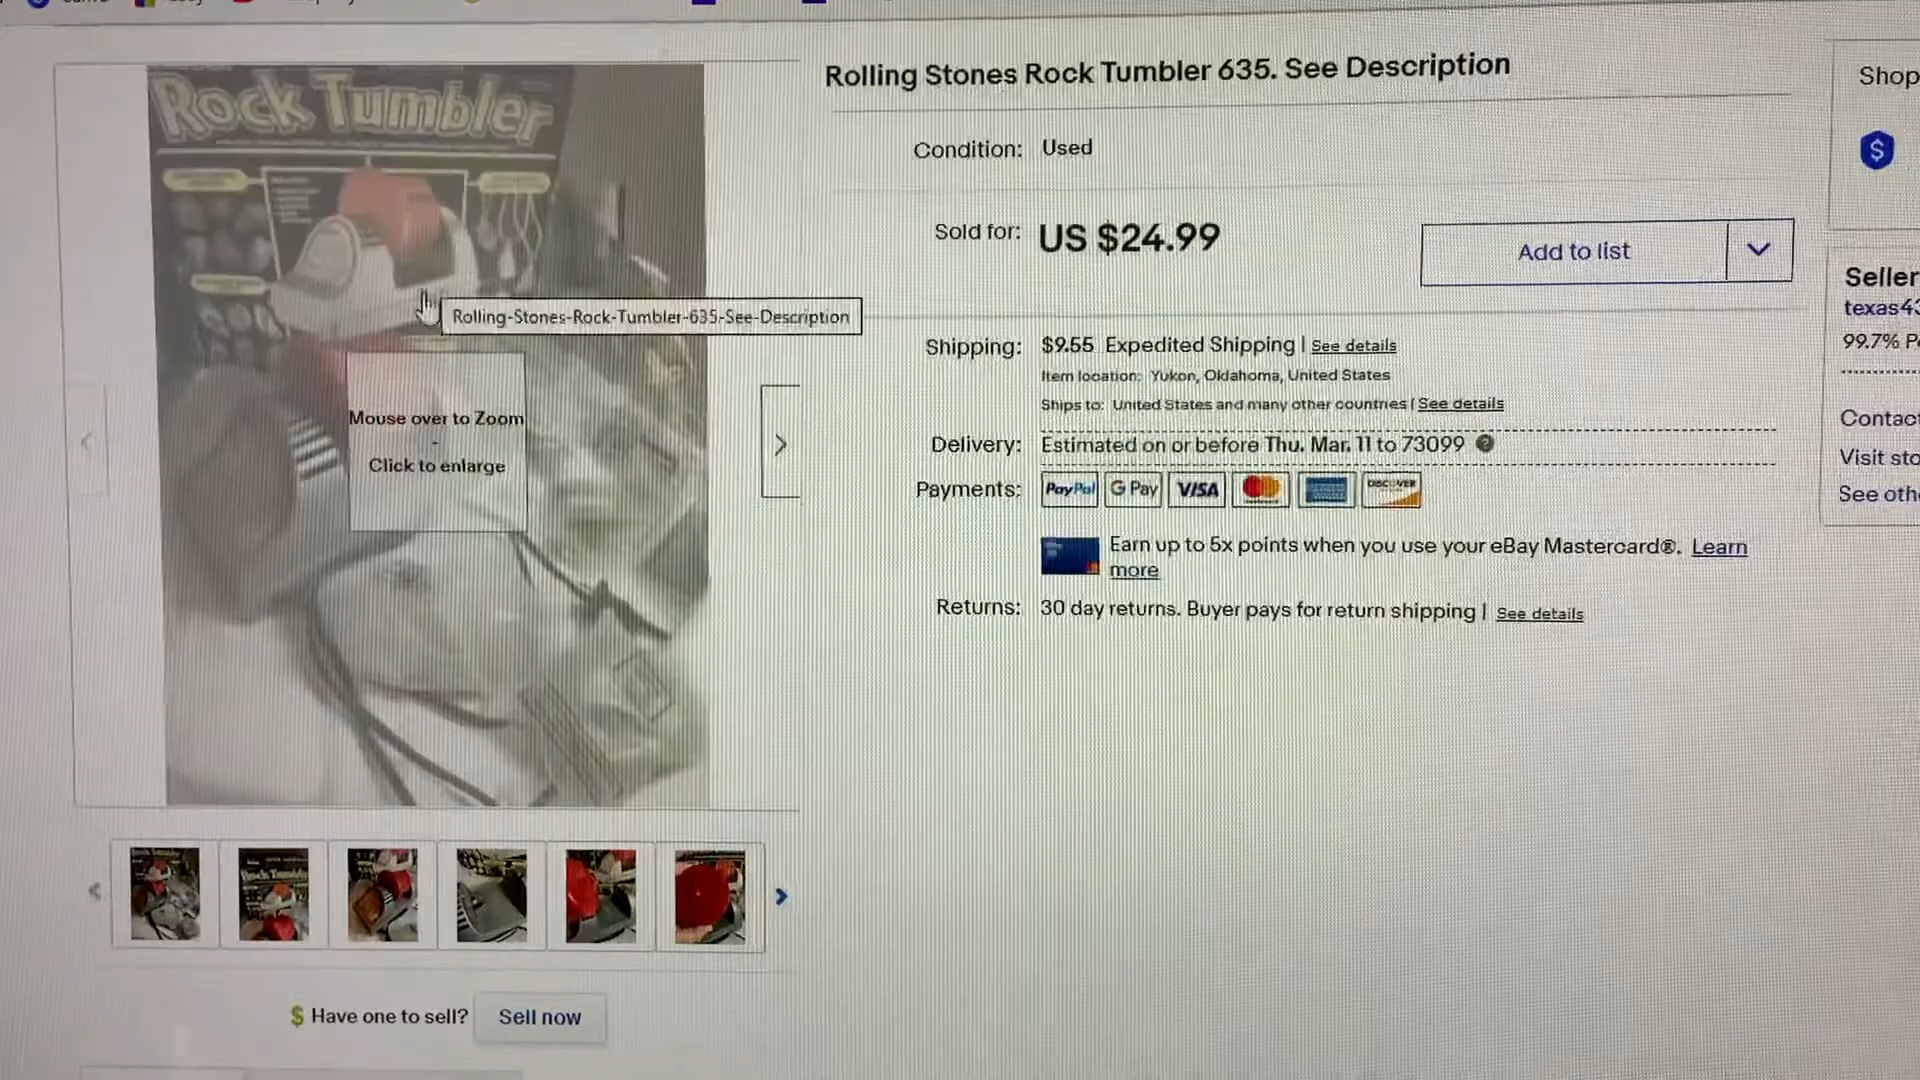 Rolling Stones Rock Tumbler 635. See Description
Shop
Rock Tumbler
Condition: Used
Sold for: US $24.99
Add to list
Seller
texas43
99.7% P
Rolling-Stones-Rock-Tumbler-635-See-Description
Shipping: $9.55 Expedited Shipping | See details
Item location: Yukon, Oklahoma, United States
Ships to: United States and many other countries | See details
Mouse over to Zoom
-
Click to enlarge
Delivery: Estimated on or before Thu. Mar. 11 to 73099
Contact
Visit sto
See oth
Payments: PayPal G Pay VISA DISCOVER
Earn up to 5x points when you use your eBay Mastercard®. Learn
more
Returns: 30 day returns. Buyer pays for return shipping | See details
$ Have one to sell? Sell now